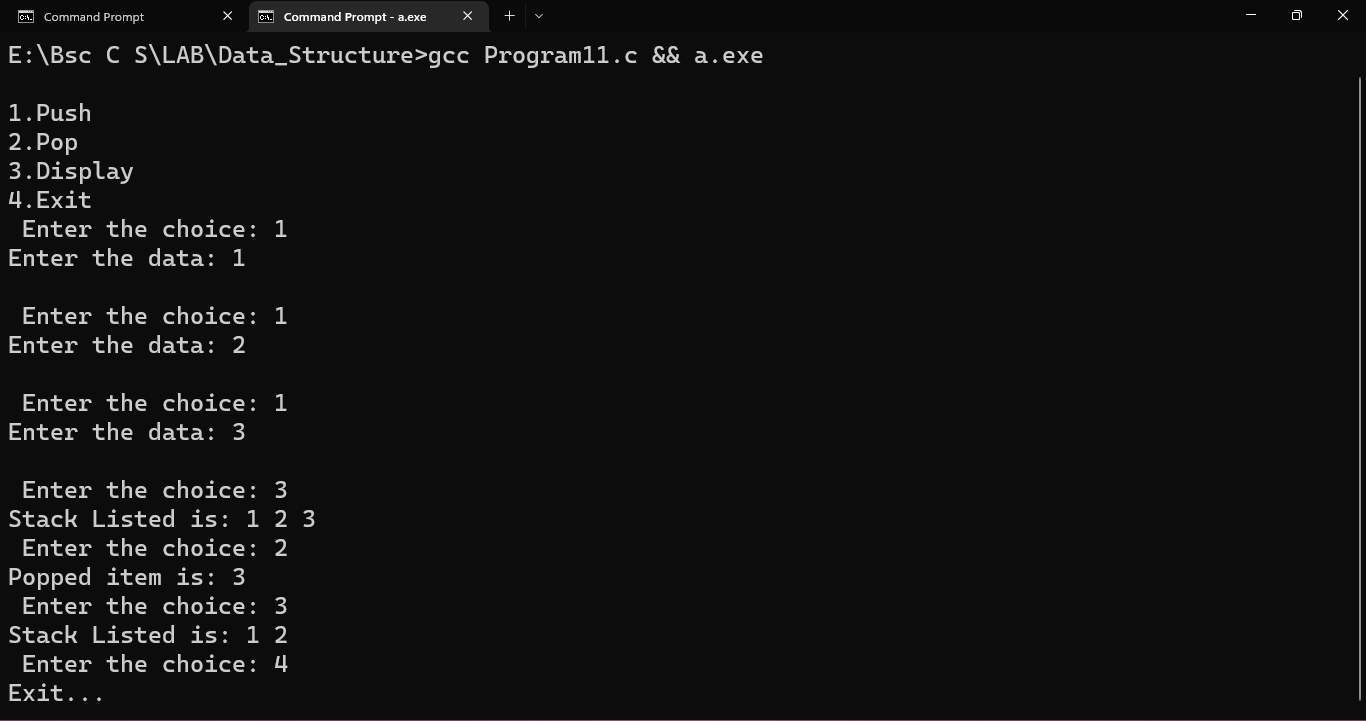 Command Prompt
Command Prompt - a.exe
E:\Bsc C S\LAB\Data_Structure>gcc Program11.c && a.exe
1.Push
2.Pop
3.Display
4.Exit
Enter the choice: 1
Enter the data: 1
Enter the choice: 1
Enter the data: 2
Enter the choice: 1
Enter the data: 3
Enter the choice: 3
Stack Listed is: 1 2 3
Enter the choice: 2
Popped item is: 3
Enter the choice: 3
Stack Listed is: 1 2
Enter the choice: 4
Exit...